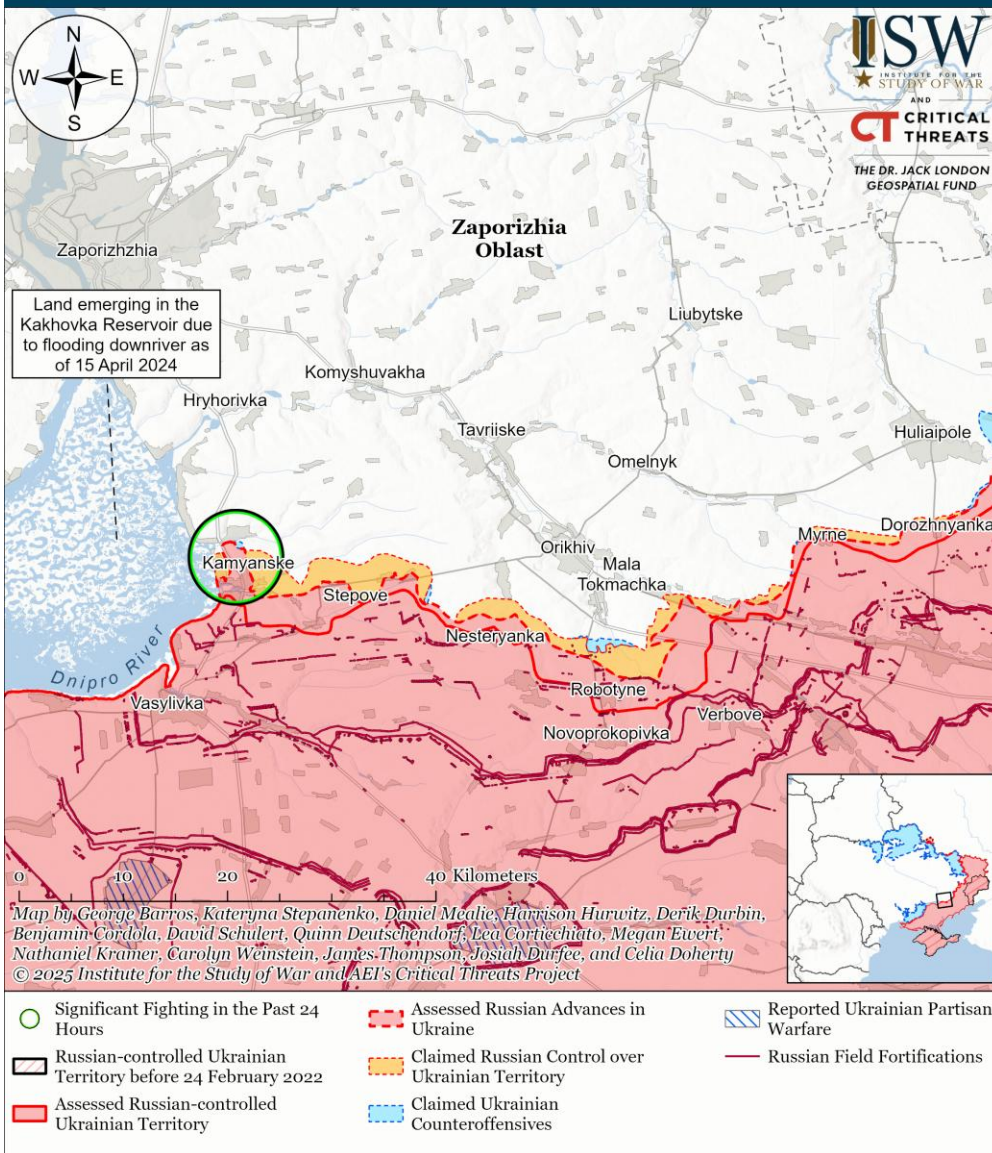 N
W
E
S
ISW
INSTITUTE FOR THE
STUDY OF WAR
AND
CT CRITICAL
THREATS
THE DR. JACK LONDON
GEOSPATIAL FUND
Zaporizhia
Oblast
Zaporizhzhia
Land emerging in the
Kakhovka Reservoir due
to flooding downriver as
of 15 April 2024
Liubytske
Komyshuvakha
Hryhorivka
Tavriiske
Huliaipole
Omelnyk
Dorozhnyanka
Myrne
Orikhiv
Kamyanske
Mala
Tokmachka
Stepove
Nesteryanka
Dnipro River
Robotyne
Vasylivka
Verbove
Novoprokopivka
0 10 20 40 Kilometers
Map by George Barros, Kateryna Stepanenko, Daniel Mealie, Harrison Hurwitz, Derik Durbin,
Benjamin Cordola, David Schulert, Quinn Deutschendorf, Lea Corticchiato, Megan Ewert,
Nathaniel Kramer, Carolyn Weinstein, James Thompson, Josiah Durfee, and Celia Doherty
© 2025 Institute for the Study of War and AEI's Critical Threats Project
Significant Fighting in the Past 24
Hours
Russian-controlled Ukrainian
Territory before 24 February 2022
Assessed Russian-controlled
Ukrainian Territory
Assessed Russian Advances in
Ukraine
Claimed Russian Control over
Ukrainian Territory
Claimed Ukrainian
Counteroffensives
Reported Ukrainian Partisan
Warfare
Russian Field Fortifications